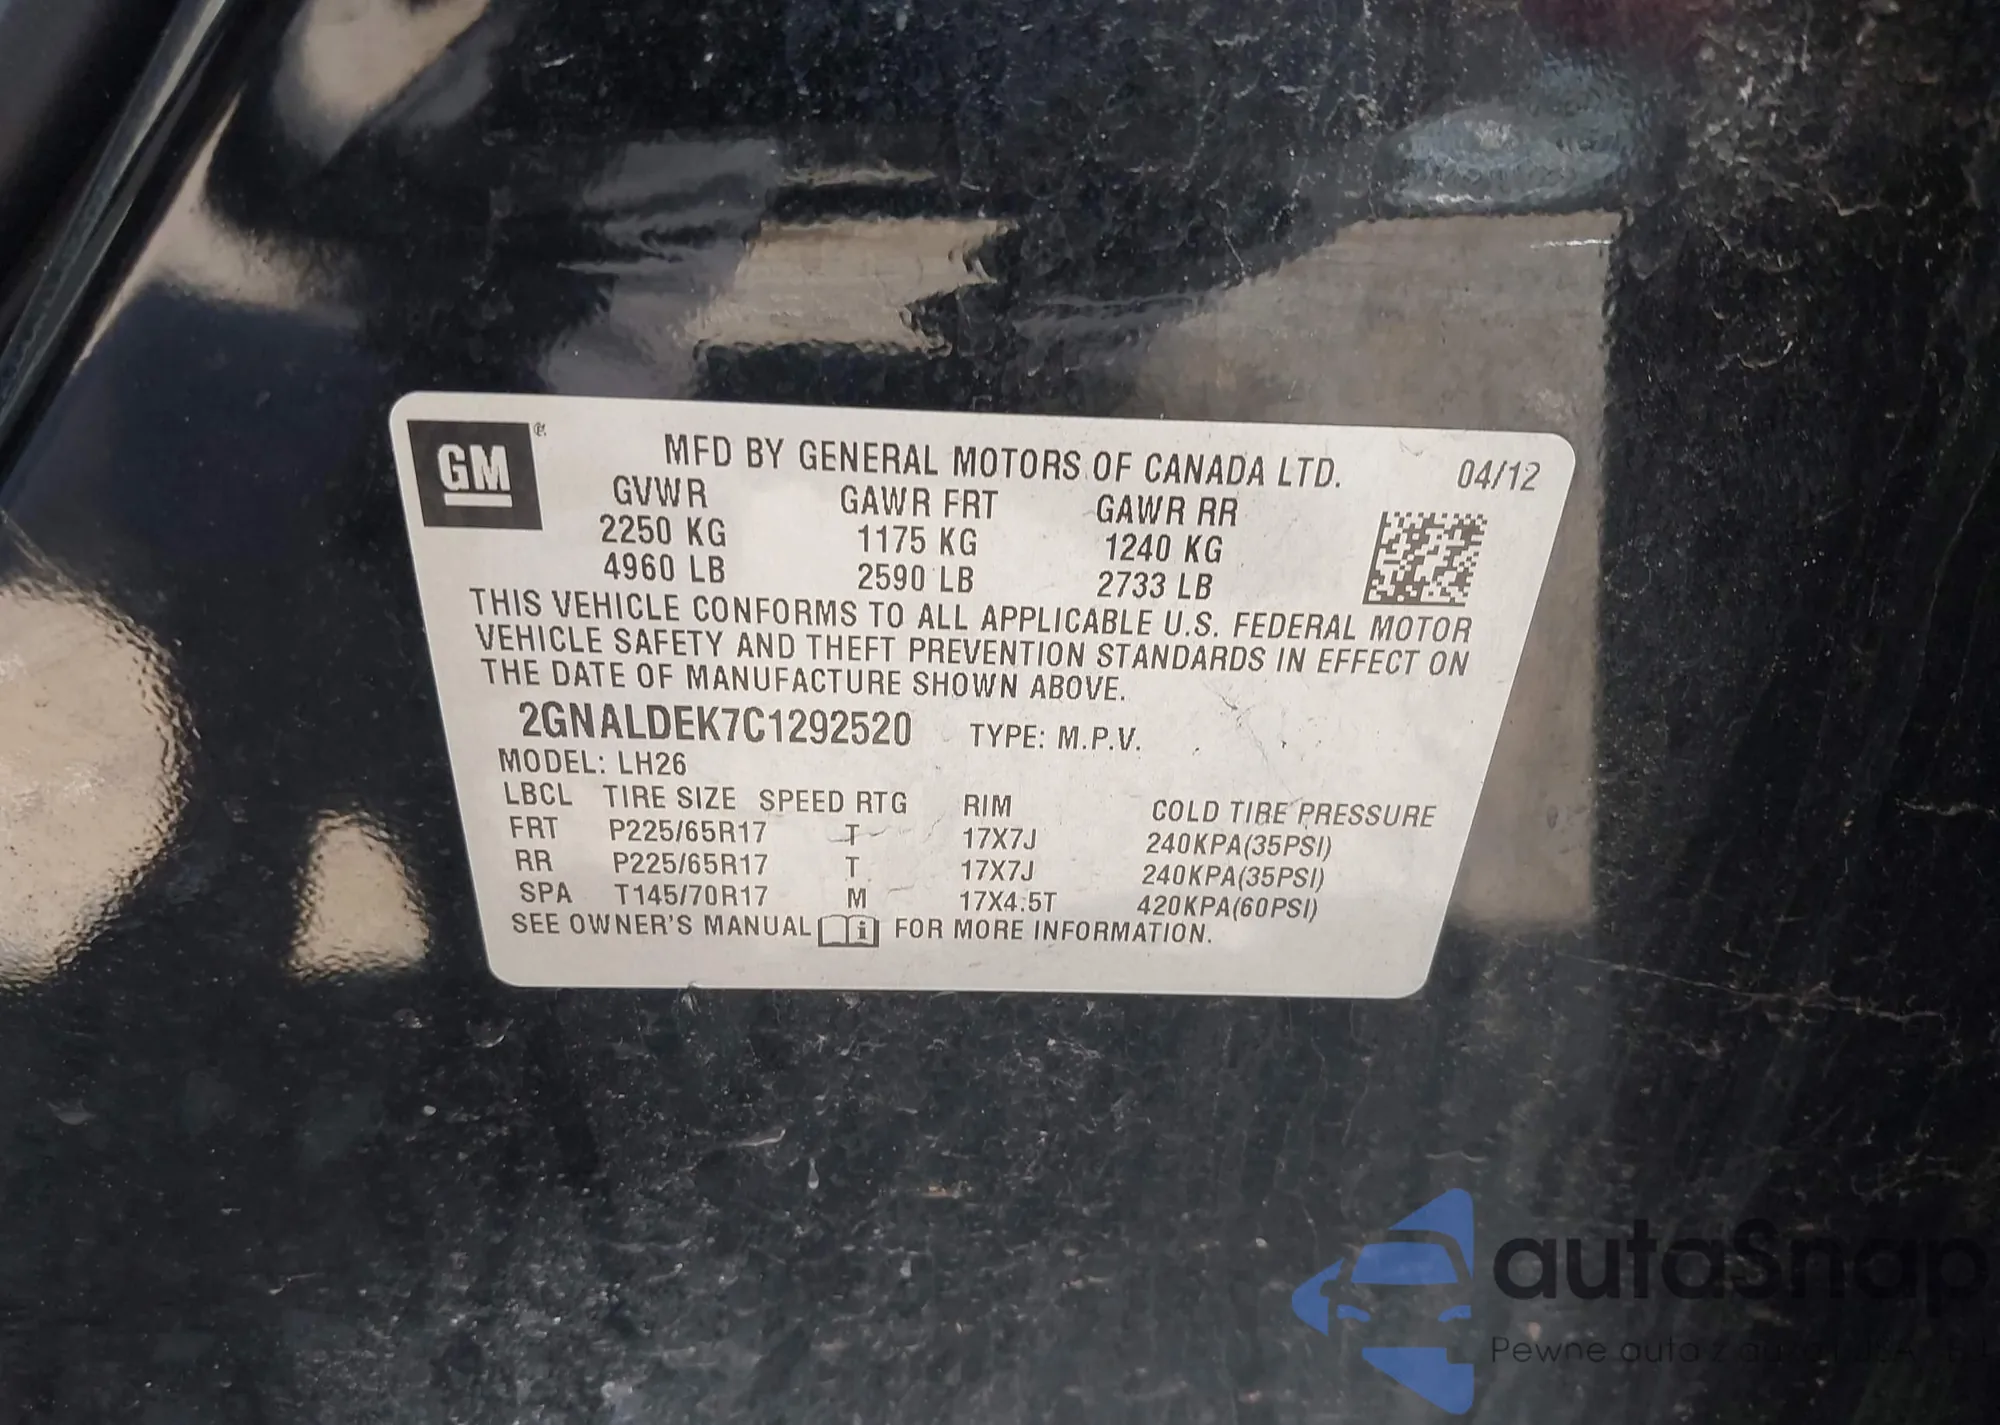 GM
MFD BY GENERAL MOTORS OF CANADA LTD. 04/12
GVWR GAWR FRT GAWR RR
2250 KG 1175 KG 1240 KG
4960 LB 2590 LB 2733 LB
THIS VEHICLE CONFORMS TO ALL APPLICABLE U.S. FEDERAL MOTOR
VEHICLE SAFETY AND THEFT PREVENTION STANDARDS IN EFFECT ON
THE DATE OF MANUFACTURE SHOWN ABOVE.
2GNALDEK7C1292520 TYPE: M.P.V.
MODEL: LH26
LBCL TIRE SIZE SPEED RTG RIM COLD TIRE PRESSURE
FRT P225/65R17 T 17X7J 240KPA(35PSI)
RR P225/65R17 T 17X7J 240KPA(35PSI)
SPA T145/70R17 M 17X4.5T 420KPA(60PSI)
SEE OWNER'S MANUAL i FOR MORE INFORMATION.
autaSnap
Pewne auto z